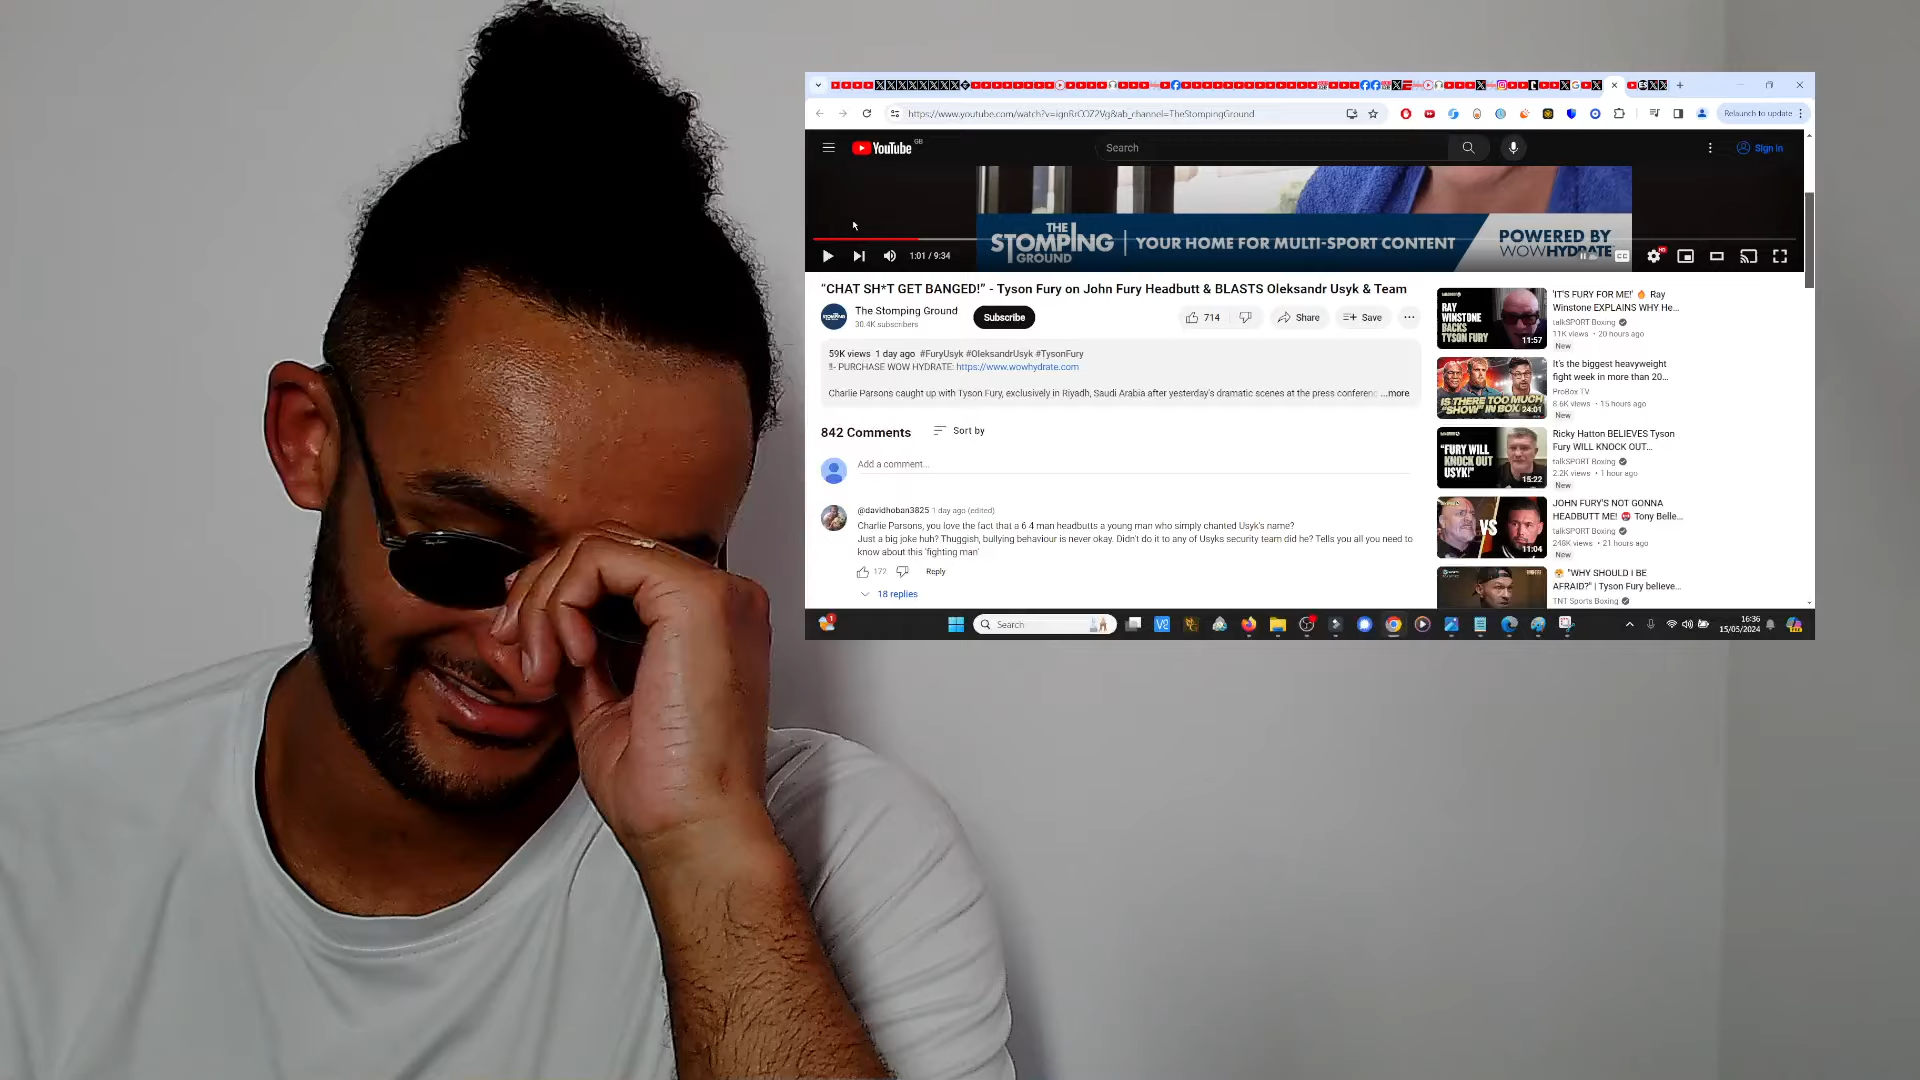 https://www.youtube.com/watch?v=ignRrCOZ2Vg&ab_channel=TheStompingGround
Relaunch to update
YouTube GB
Search
Sign in
THE STOMPING GROUND
YOUR HOME FOR MULTI-SPORT CONTENT
POWERED BY WOWHYDRATE
1:01 / 9:34
“CHAT SH*T GET BANGED!” - Tyson Fury on John Fury Headbutt & BLASTS Oleksandr Usyk & Team
The Stomping Ground
30.4K subscribers
Subscribe
714
Share
Save
59K views 1 day ago #FuryUsyk #OleksandrUsyk #TysonFury
‼️- PURCHASE WOW HYDRATE: https://www.wowhydrate.com
Charlie Parsons caught up with Tyson Fury, exclusively in Riyadh, Saudi Arabia after yesterday's dramatic scenes at the press conferenc ...more
842 Comments
Sort by
Add a comment...
@davidhoban3825 1 day ago (edited)
Charlie Parsons, you love the fact that a 6 4 man headbutts a young man who simply chanted Usyk's name?
Just a big joke huh? Thuggish, bullying behaviour is never okay. Didn't do it to any of Usyks security team did he? Tells you all you need to
know about this 'fighting man'
172
Reply
18 replies
RAY
WINSTONE
BACKS
TYSON FURY
11:57
'IT'S FURY FOR ME!' 🔥 Ray
Winstone EXPLAINS WHY He...
talkSPORT Boxing
11K views • 20 hours ago
New
IS THERE TOO MUCH
"SHOW" IN BOX
24:01
It's the biggest heavyweight
fight week in more than 20...
ProBox TV
8.6K views • 15 hours ago
New
"FURY WILL
KNOCK OUT
USYK!"
15:22
Ricky Hatton BELIEVES Tyson
Fury WILL KNOCK OUT...
talkSPORT Boxing
2.2K views • 1 hour ago
New
VS
11:04
JOHN FURY'S NOT GONNA
HEADBUTT ME! 😡 Tony Belle...
talkSPORT Boxing
248K views • 21 hours ago
New
😤 "WHY SHOULD I BE
AFRAID?" | Tyson Fury believe...
TNT Sports Boxing
Search
16:36
15/05/2024